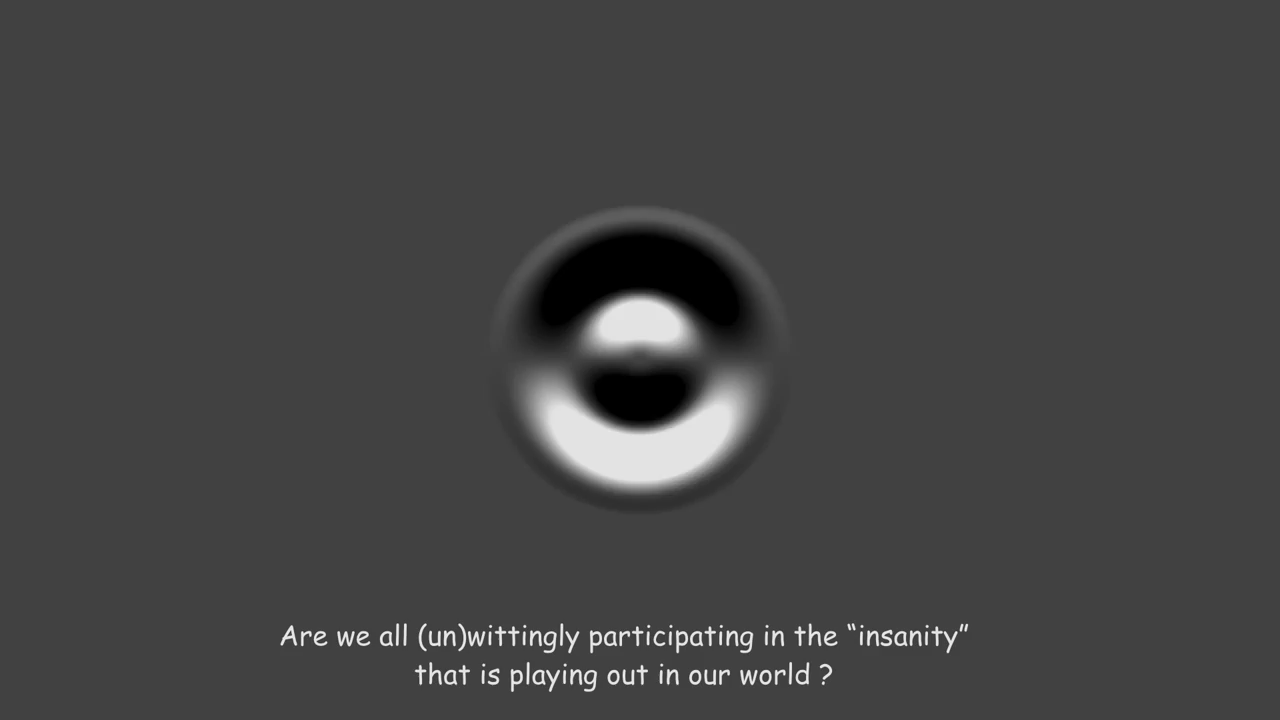 Are we all (un)wittingly participating in the “insanity”
that is playing out in our world ?